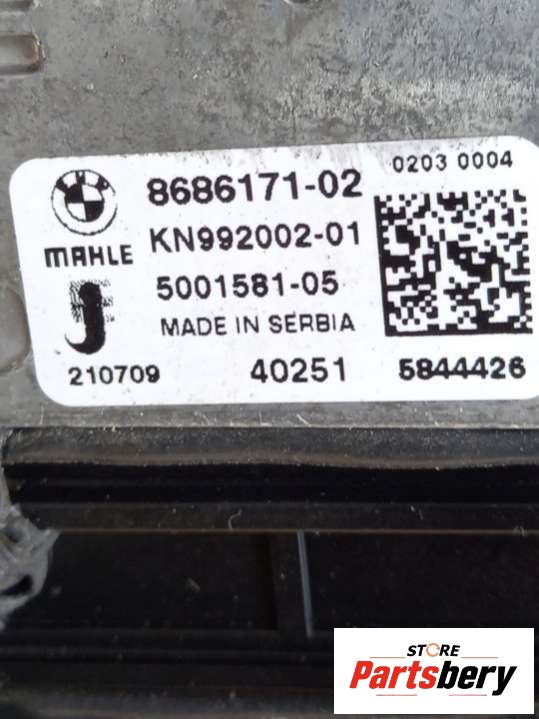 8686171-02
0203 0004
MAHLE
KN992002-01
5001581-05
MADE IN SERBIA
210709
40251
5844426
STORE
Partsbery